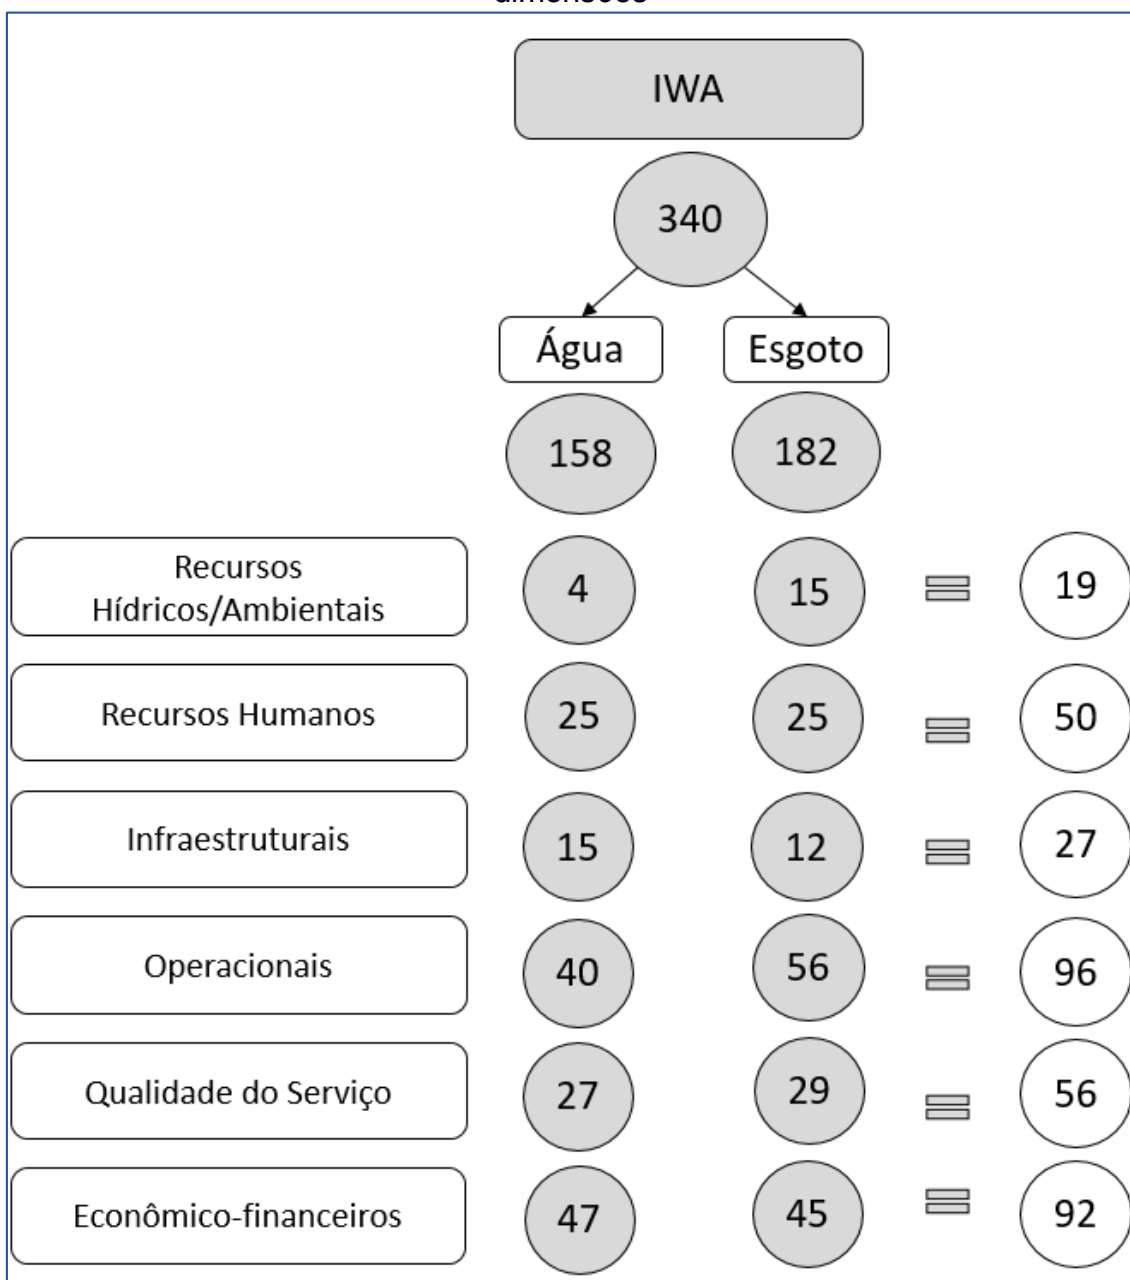 dimensões
IWA
340
Água Esgoto
158 182
Recursos
Hídricos/Ambientais
4 15 19
Recursos Humanos 25 25 50
Infraestruturais 15 12 27
Operacionais 40 56 96
Qualidade do Serviço 27 29 56
Econômico-financeiros 47 45 92